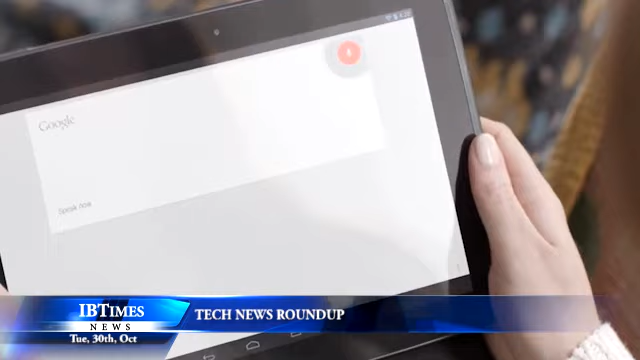 Google
Speak now
IBTIMES
NEWS
TECH NEWS ROUNDUP
Tue, 30th, Oct